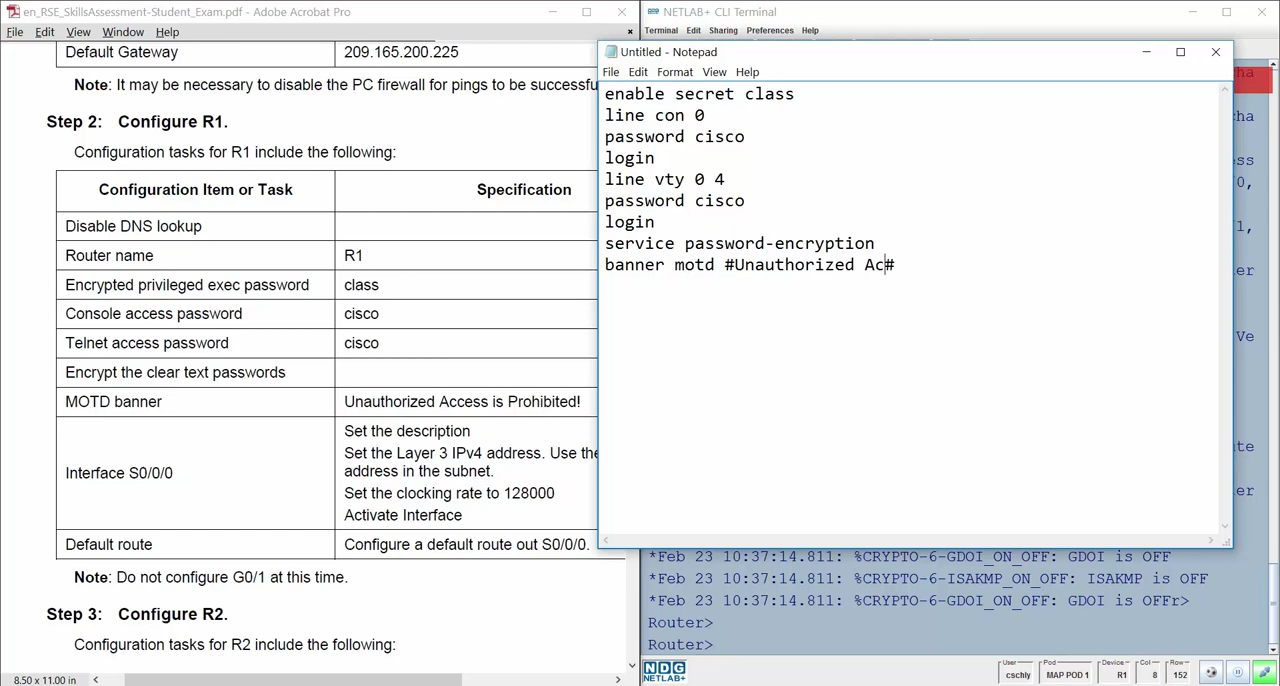 en_RSE_SkillsAssessment-Student_Exam.pdf - Adobe Acrobat Pro
File Edit View Window Help
Default Gateway 209.165.200.225
Note: It may be necessary to disable the PC firewall for pings to be successfu
Step 2: Configure R1.
Configuration tasks for R1 include the following:
Configuration Item or Task Specification
Disable DNS lookup
Router name R1
Encrypted privileged exec password class
Console access password cisco
Telnet access password cisco
Encrypt the clear text passwords
MOTD banner Unauthorized Access is Prohibited!
Interface S0/0/0
Set the description
Set the Layer 3 IPv4 address. Use the
address in the subnet.
Set the clocking rate to 128000
Activate Interface
Default route Configure a default route out S0/0/0.
Note: Do not configure G0/1 at this time.
Step 3: Configure R2.
Configuration tasks for R2 include the following:
8.50 x 11.00 in
NETLAB+ CLI Terminal
Terminal Edit Sharing Preferences Help
Untitled - Notepad
File Edit Format View Help
enable secret class
line con 0
password cisco
login
line vty 0 4
password cisco
login
service password-encryption
banner motd #Unauthorized Ac#
ha
ha
ess
/0,
/1,
er
Ve
te
er
*Feb 23 10:37:14.811: %CRYPTO-6-GDOI_ON_OFF: GDOI is OFF
*Feb 23 10:37:14.811: %CRYPTO-6-ISAKMP_ON_OFF: ISAKMP is OFF
*Feb 23 10:37:14.811: %CRYPTO-6-GDOI_ON_OFF: GDOI is OFFr>
Router>
Router>
NDG
NETLAB+
User cschly
Pod MAP POD 1
Device R1
Col 8
Row 152